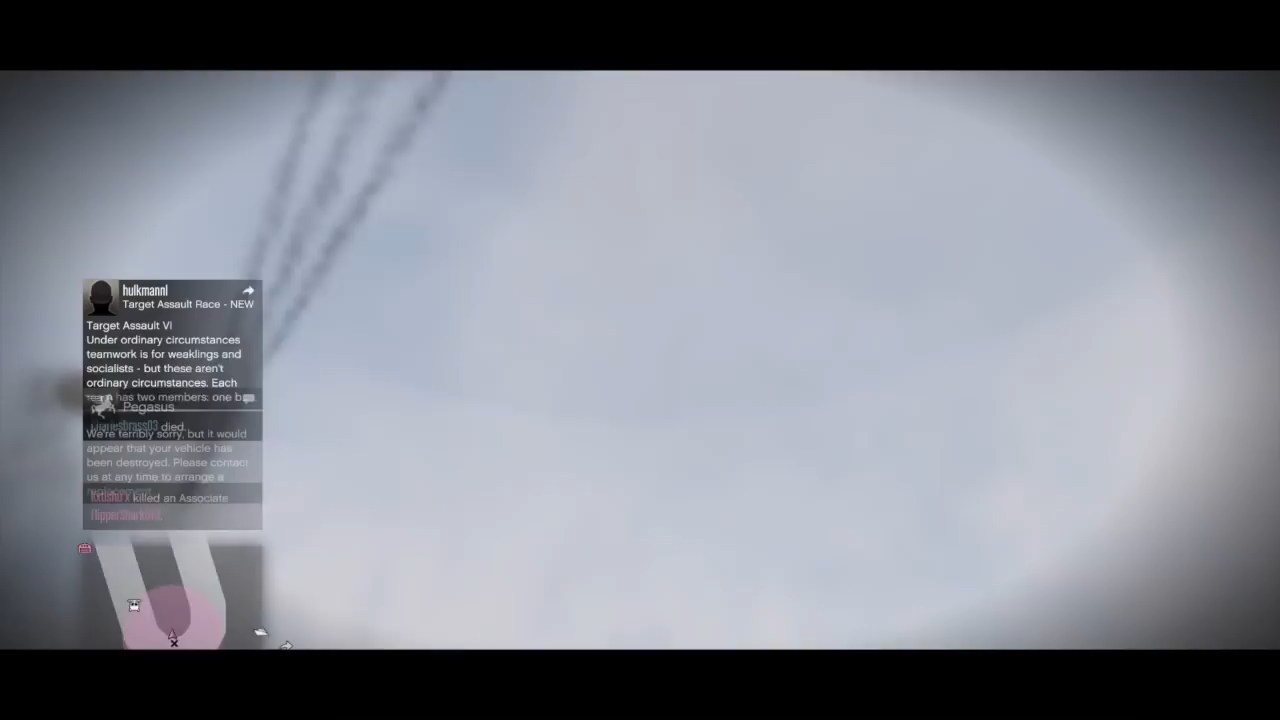 hulkmannl
Target Assault Race - NEW
Target Assault VI
Under ordinary circumstances
teamwork is for weaklings and
socialists - but these aren't
ordinary circumstances. Each
team has two members: one b
Pegasus
died.
We're terribly sorry, but it would
appear that your vehicle has
been destroyed. Please contact
us at any time to arrange a
replacement.
killed an Associate